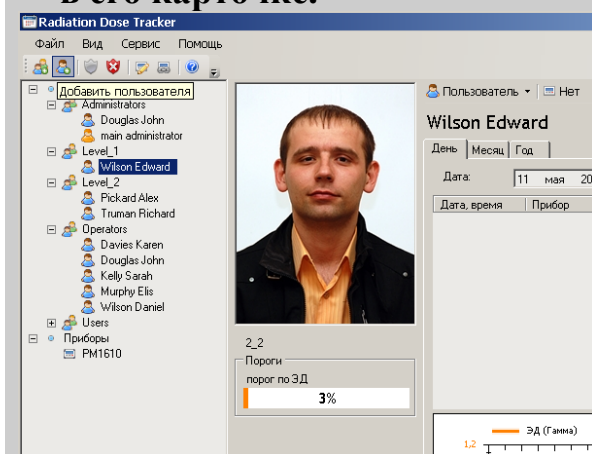 в его карточке.
Radiation Dose Tracker
Файл Вид Сервис Помощь
Добавить пользователя
Administrators
Douglas John
main administrator
Level_1
Wilson Edward
Level_2
Pickard Alex
Truman Richard
Operators
Davies Karen
Douglas John
Kelly Sarah
Murphy Elis
Wilson Daniel
Users
Приборы
PM1610
2_2
Пороги
порог по ЭД
3%
Пользователь Нет
Wilson Edward
День Месяц Год
Дата: 11 мая 20
Дата, время Прибор
ЭД (Гамма)
1,2